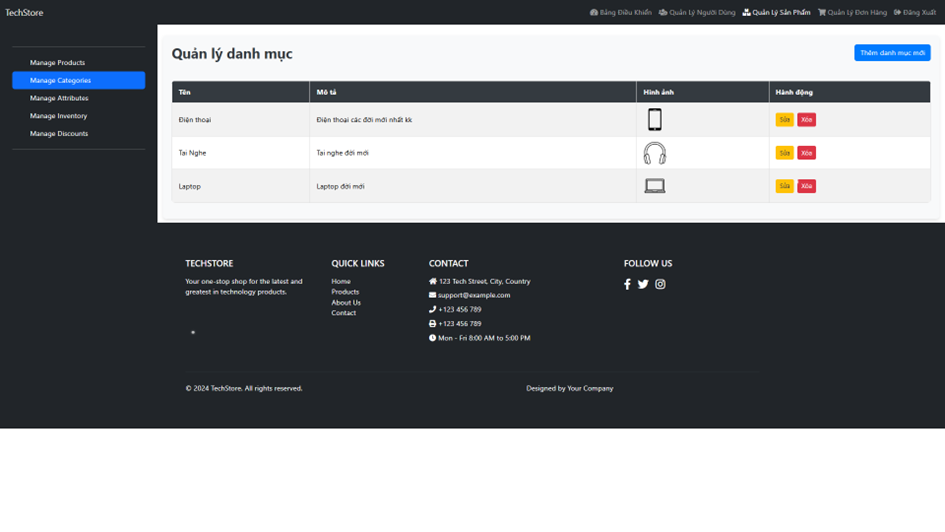 TechStore
Bảng Điều Khiển Quản Lý Người Dùng Quản Lý Sản Phẩm Quản Lý Đơn Hàng Đăng Xuất
Manage Products
Manage Categories
Manage Attributes
Manage Inventory
Manage Discounts
Quản lý danh mục
Thêm danh mục mới
Tên Mô tả Hình ảnh Hành động
Điện thoại Điện thoại các đời mới nhất kk Sửa Xóa
Tai Nghe Tai nghe đời mới Sửa Xóa
Laptop Laptop đời mới Sửa Xóa
TECHSTORE
Your one-stop shop for the latest and
greatest in technology products.
QUICK LINKS
Home
Products
About Us
Contact
CONTACT
123 Tech Street, City, Country
support@example.com
+123 456 789
+123 456 789
Mon - Fri 8:00 AM to 5:00 PM
FOLLOW US
© 2024 TechStore. All rights reserved.
Designed by Your Company